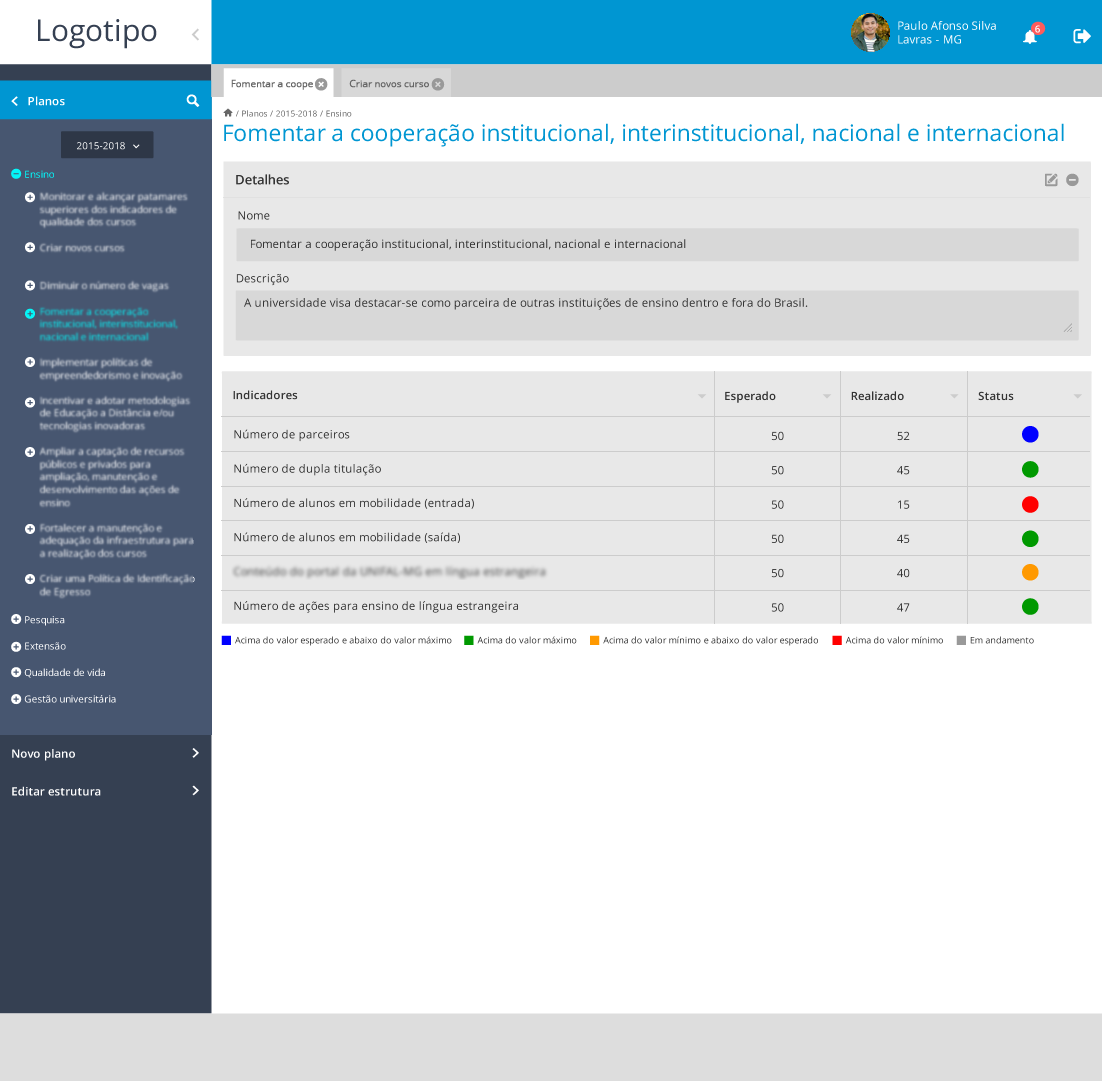 Logotipo
Paulo Afonso Silva
Lavras - MG
6
Fomentar a coope
Criar novos curso
Planos
/ Planos / 2015-2018 / Ensino
Fomentar a cooperação institucional, interinstitucional, nacional e internacional
2015-2018
Ensino
Monitorar e alcançar patamares
superiores dos indicadores de
qualidade dos cursos
Criar novos cursos
Diminuir o número de vagas
Fomentar a cooperação
institucional, interinstitucional,
nacional e internacional
Implementar políticas de
empreendedorismo e inovação
Incentivar e adotar metodologias
de Educação a Distância e/ou
tecnologias inovadoras
Ampliar a captação de recursos
públicos e privados para
ampliação, manutenção e
desenvolvimento das ações de
ensino
Fortalecer a manutenção e
adequação da infraestrutura para
a realização dos cursos
Criar uma Política de Identificação
de Egresso
Pesquisa
Extensão
Qualidade de vida
Gestão universitária
Novo plano
Editar estrutura
Detalhes
Nome
Fomentar a cooperação institucional, interinstitucional, nacional e internacional
Descrição
A universidade visa destacar-se como parceira de outras instituições de ensino dentro e fora do Brasil.
Indicadores Esperado Realizado Status
Número de parceiros 50 52
Número de dupla titulação 50 45
Número de alunos em mobilidade (entrada) 50 15
Número de alunos em mobilidade (saída) 50 45
Conteúdo do portal da UNIFAL-MG em língua estrangeira 50 40
Número de ações para ensino de língua estrangeira 50 47
Acima do valor esperado e abaixo do valor máximo Acima do valor máximo Acima do valor mínimo e abaixo do valor esperado Acima do valor mínimo Em andamento